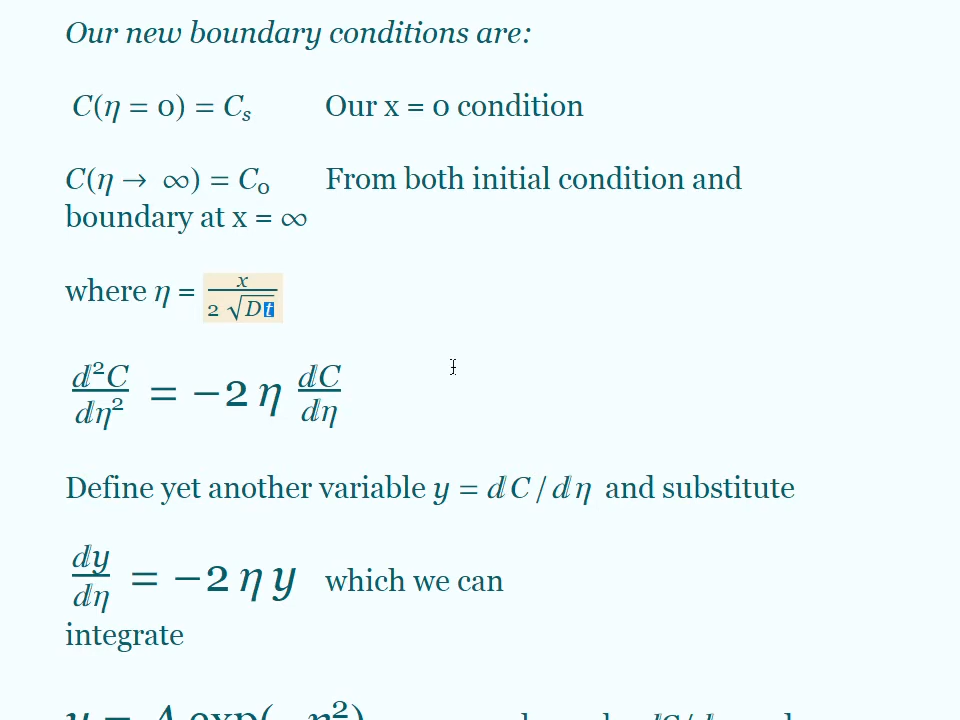 Our new boundary conditions are:
C(η = 0) = Cₛ Our x = 0 condition
C(η → ∞) = C₀ From both initial condition and
boundary at x = ∞
where η = x / (2 √(Dt))
d²C/dη² = −2 η dC/dη
Define yet another variable y = dC/dη and substitute
dy/dη = −2 η y which we can
integrate